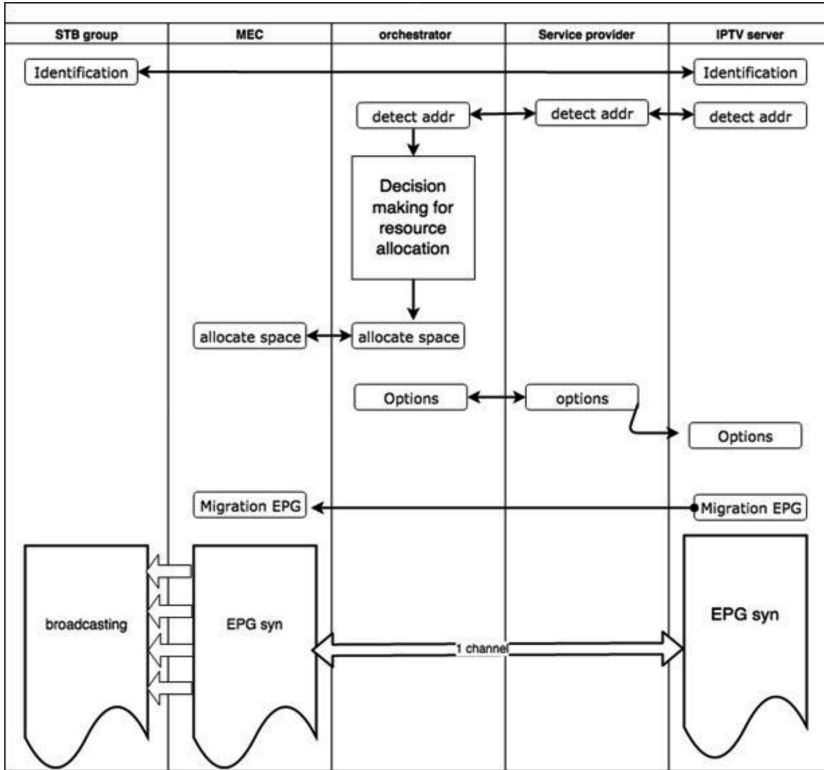 STB group
MEC
orchestrator
Service provider
IPTV server
Identification
Identification
detect addr
detect addr
detect addr
Decision
making for
resource
allocation
allocate space
allocate space
Options
options
Options
Migration EPG
Migration EPG
broadcasting
EPG syn
1 channel
EPG syn